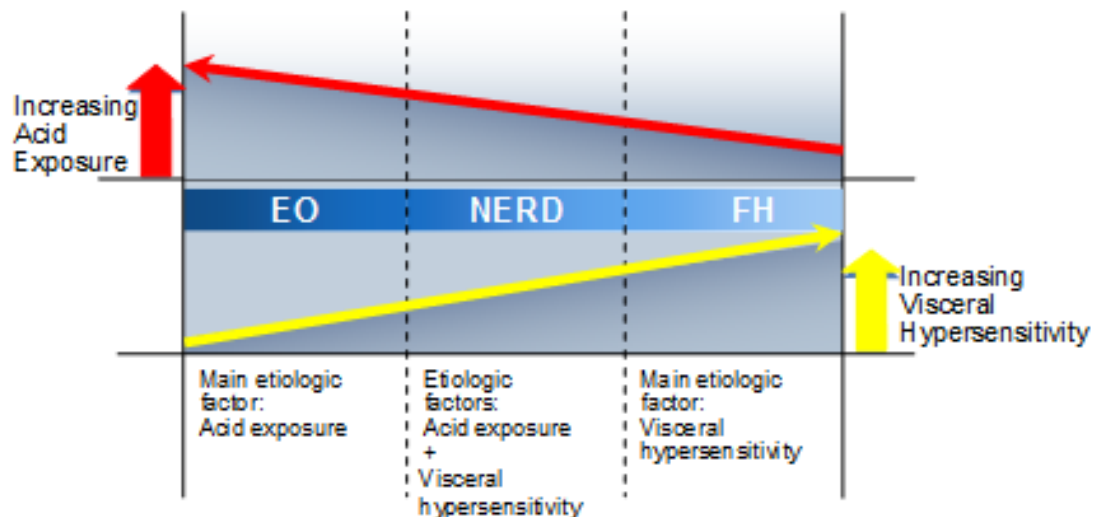 Increasing
Acid
Exposure
EO NERD FH
Increasing
Visceral
Hypersensitivity
Main etiologic
factor:
Acid exposure
Etiologic
factors:
Acid exposure
+
Visceral
hypersensitivity
Main etiologic
factor:
Visceral
hypersensitivity